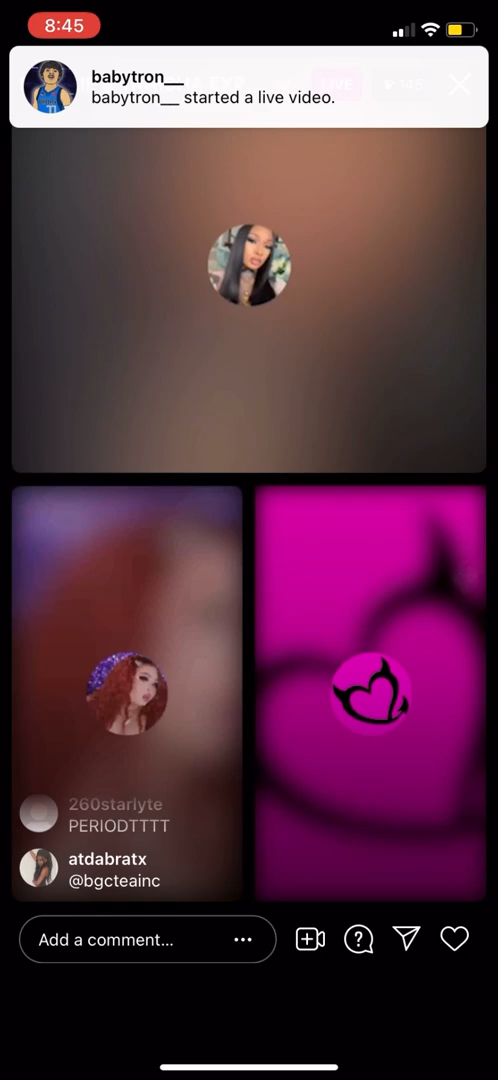 8:45
babytron__
babytron__ started a live video.
260starlyte
PERIODTTTT
atdabratx
@bgcteainc
Add a comment...